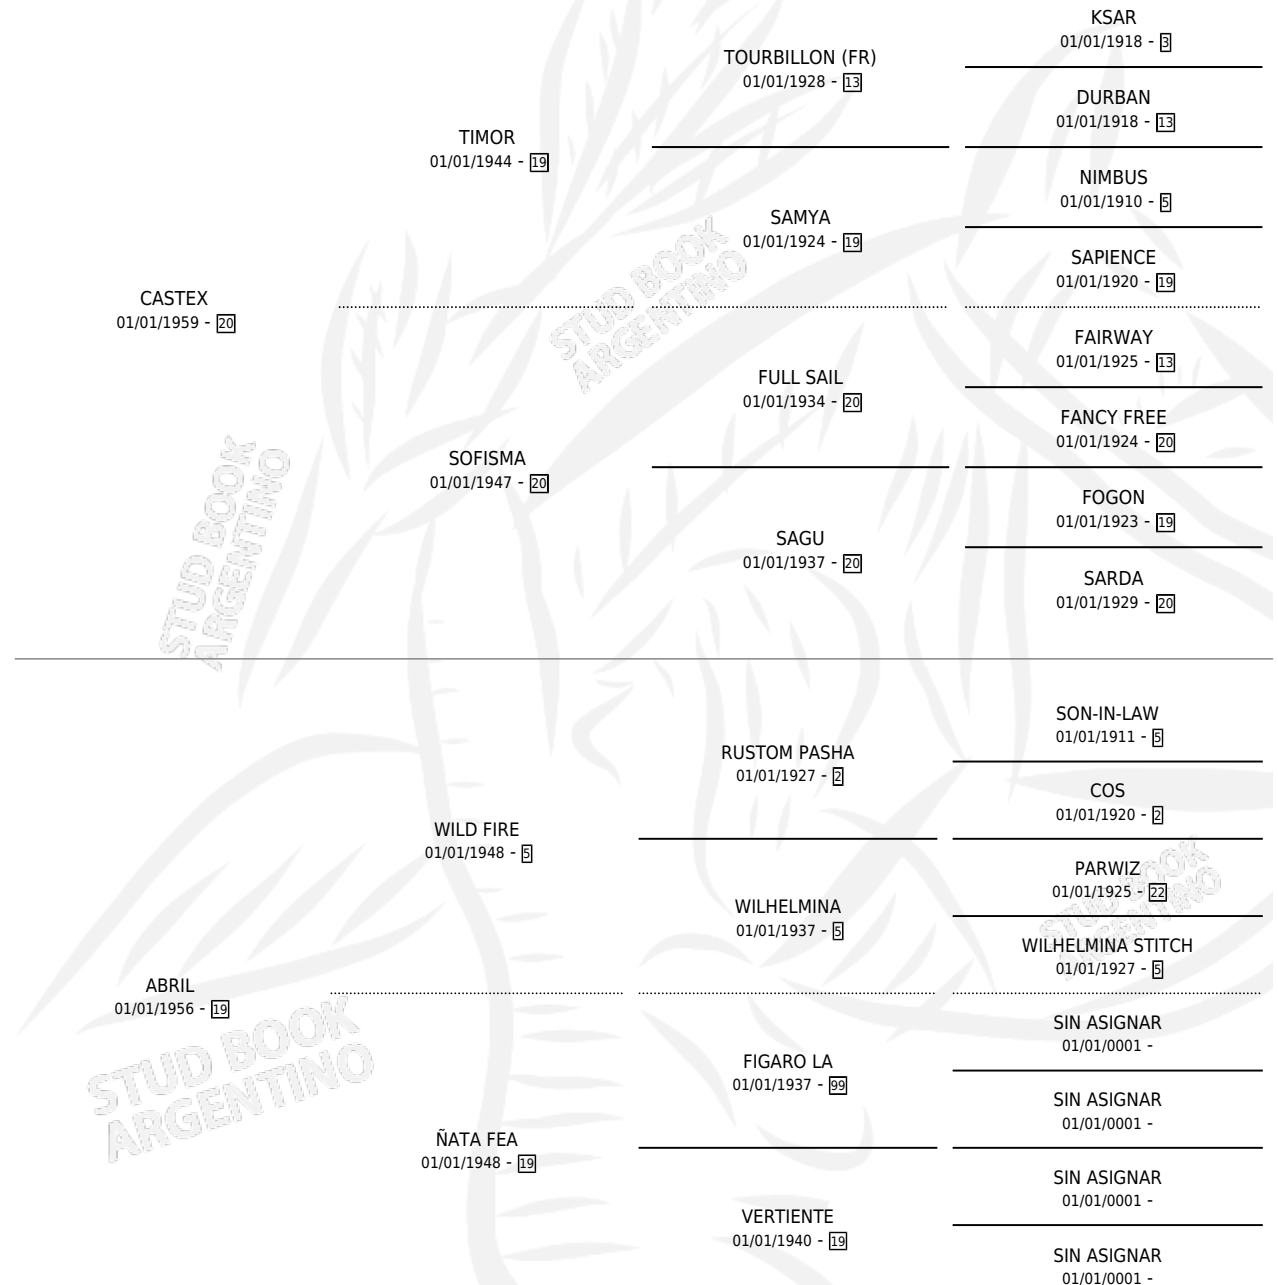 KSAR
01/01/1918 - 3
TOURBILLON (FR)
01/01/1928 - 13
DURBAN
01/01/1918 - 13
TIMOR
01/01/1944 - 19
NIMBUS
01/01/1910 - 5
SAMYA
01/01/1924 - 19
SAPIENCE
01/01/1920 - 19
CASTEX
01/01/1959 - 20
FAIRWAY
01/01/1925 - 13
FULL SAIL
01/01/1934 - 20
FANCY FREE
01/01/1924 - 20
SOFISMA
01/01/1947 - 20
FOGON
01/01/1923 - 19
SAGU
01/01/1937 - 20
SARDA
01/01/1929 - 20
SON-IN-LAW
01/01/1911 - 5
RUSTOM PASHA
01/01/1927 - 2
COS
01/01/1920 - 2
WILD FIRE
01/01/1948 - 5
PARWIZ
01/01/1925 - 22
WILHELMINA
01/01/1937 - 5
WILHELMINA STITCH
01/01/1927 - 5
ABRIL
01/01/1956 - 19
SIN ASIGNAR
01/01/0001 -
FIGARO LA
01/01/1937 - 99
SIN ASIGNAR
01/01/0001 -
ÑATA FEA
01/01/1948 - 19
SIN ASIGNAR
01/01/0001 -
VERTIENTE
01/01/1940 - 19
SIN ASIGNAR
01/01/0001 -
STUD BOOK
ARGENTINO
STUD BOOK
ARGENTINO
STUD BOOK
ARGENTINO
STUD BOOK
ARGENTINO